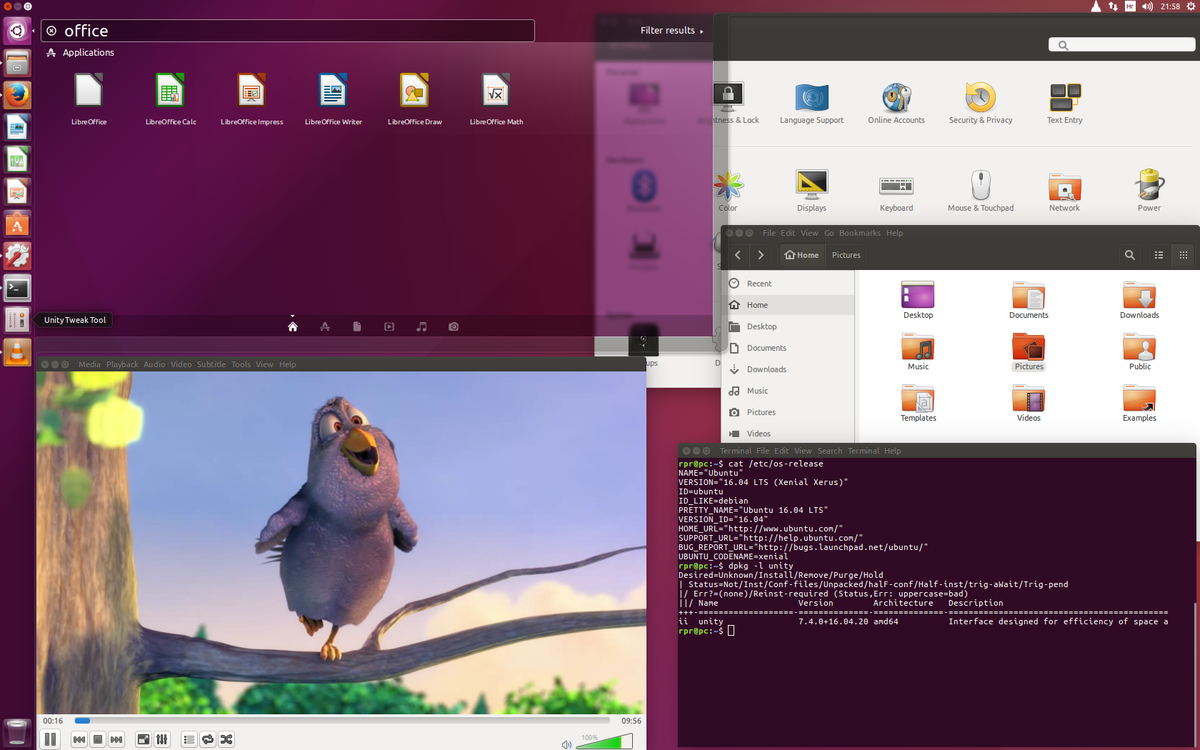 Hr
21:58
office
Filter results
Applications
LibreOffice
LibreOffice Calc
LibreOffice Impress
LibreOffice Writer
LibreOffice Draw
LibreOffice Math
Unity Tweak Tool
Language Support
Online Accounts
Security & Privacy
Text Entry
Color
Displays
Keyboard
Mouse & Touchpad
Network
Power
File Edit View Go Bookmarks Help
Home
Pictures
Recent
Home
Desktop
Documents
Downloads
Music
Pictures
Videos
Desktop
Documents
Downloads
Music
Pictures
Public
Templates
Videos
Examples
Media Playback Audio Video Subtitle Tools View Help
00:16
09:56
100%
Terminal File Edit View Search Terminal Help
rpr@pc:~$ cat /etc/os-release
NAME="Ubuntu"
VERSION="16.04 LTS (Xenial Xerus)"
ID=ubuntu
ID_LIKE=debian
PRETTY_NAME="Ubuntu 16.04 LTS"
VERSION_ID="16.04"
HOME_URL="http://www.ubuntu.com/"
SUPPORT_URL="http://help.ubuntu.com/"
BUG_REPORT_URL="http://bugs.launchpad.net/ubuntu/"
UBUNTU_CODENAME=xenial
rpr@pc:~$ dpkg -l unity
Desired=Unknown/Install/Remove/Purge/Hold
| Status=Not/Inst/Conf-files/Unpacked/halF-conf/Half-inst/trig-aWait/Trig-pend
|/ Err?=(none)/Reinst-required (Status,Err: uppercase=bad)
||/ Name Version Architecture Description
+++-===================-==============-==============-============================================
ii unity 7.4.0+16.04.20 amd64 Interface designed for efficiency of space a
rpr@pc:~$